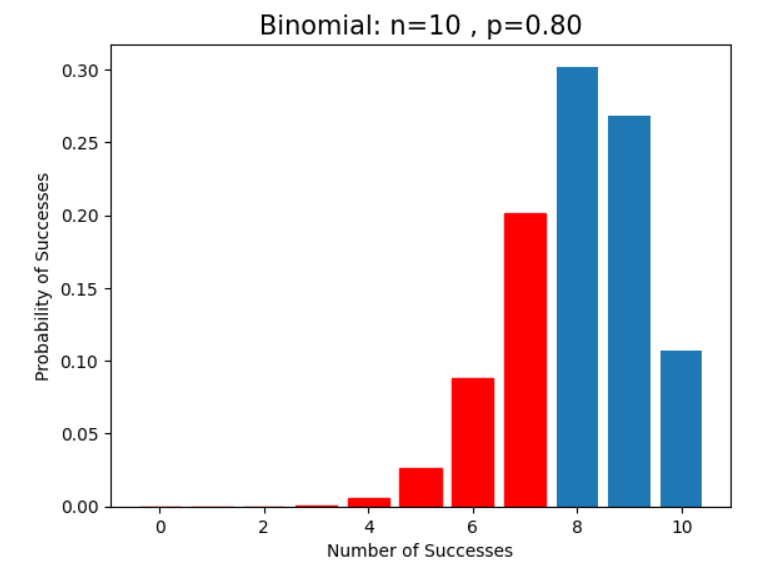 Binomial: n=10 , p=0.80
0.30
0.25
0.20
0.15
0.10
0.05
0.00
Probability of Successes
0 2 4 6 8 10
Number of Successes